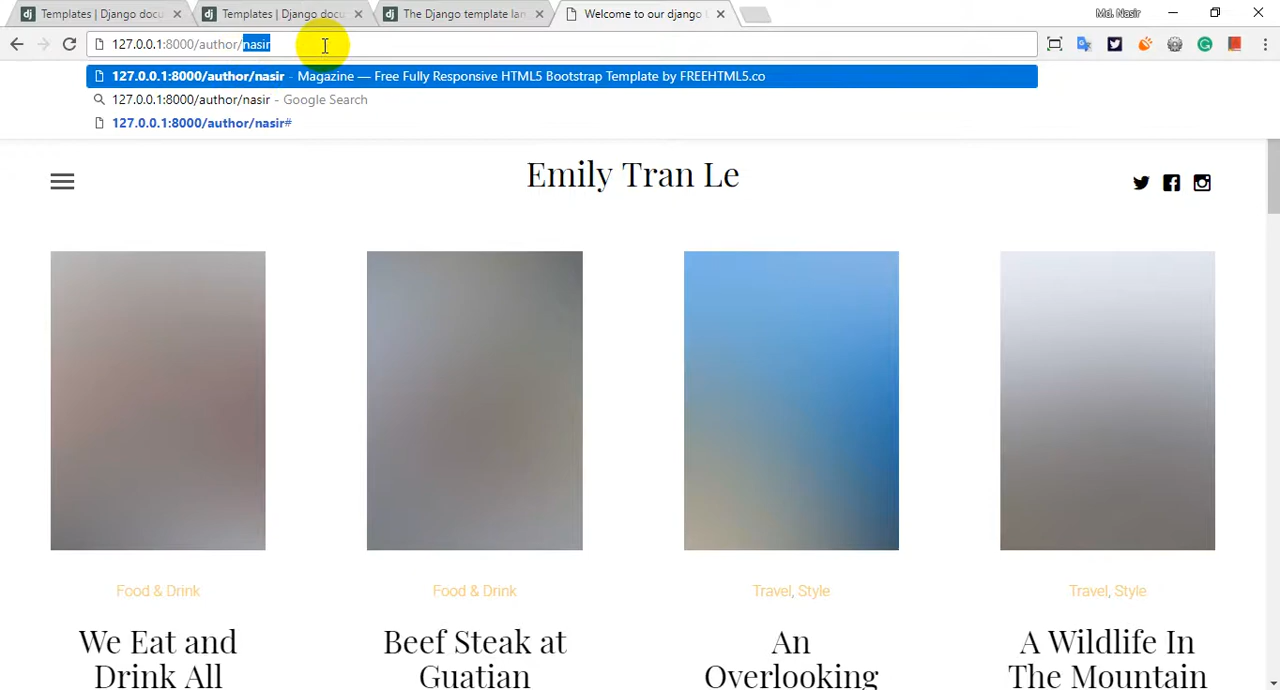 Templates | Django docu
Templates | Django docu
The Django template lan
Welcome to our django
Md. Nasir
127.0.0.1:8000/author/nasir
127.0.0.1:8000/author/nasir - Magazine — Free Fully Responsive HTML5 Bootstrap Template by FREEHTML5.co
127.0.0.1:8000/author/nasir - Google Search
127.0.0.1:8000/author/nasir#
Emily Tran Le
Food & Drink
Food & Drink
Travel, Style
Travel, Style
We Eat and
Drink All
Beef Steak at
Guatian
An
Overlooking
A Wildlife In
The Mountain